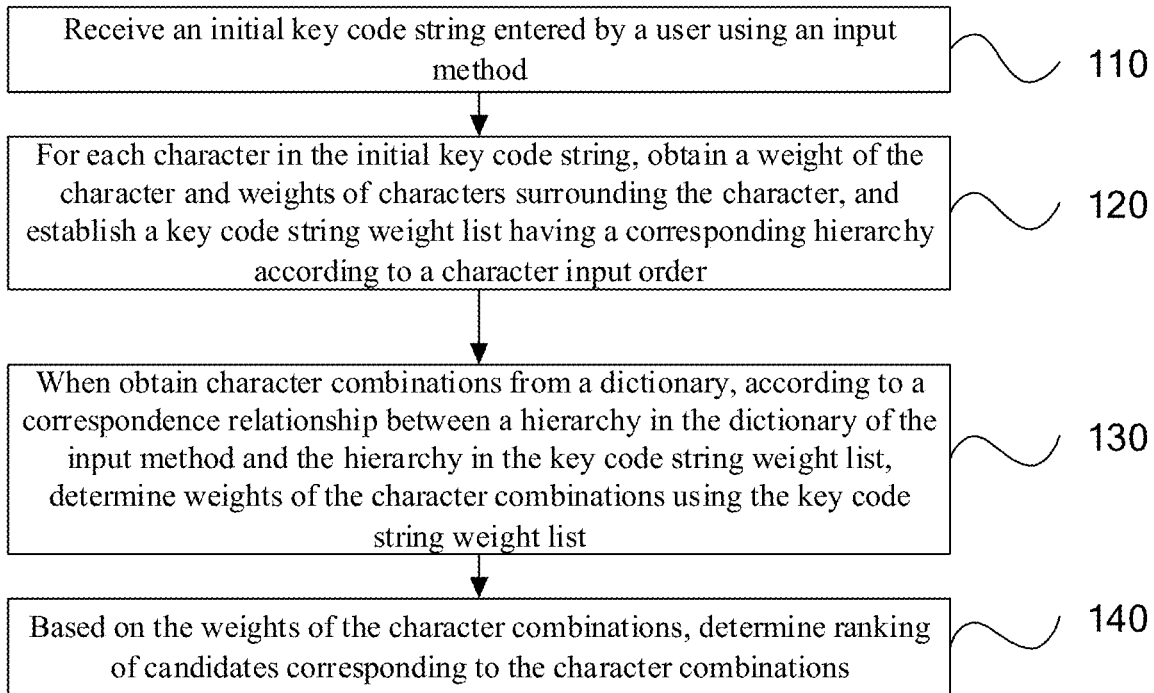 Receive an initial key code string entered by a user using an input
method
110
For each character in the initial key code string, obtain a weight of the
character and weights of characters surrounding the character, and
establish a key code string weight list having a corresponding hierarchy
according to a character input order
120
When obtain character combinations from a dictionary, according to a
correspondence relationship between a hierarchy in the dictionary of the
input method and the hierarchy in the key code string weight list,
determine weights of the character combinations using the key code
string weight list
130
Based on the weights of the character combinations, determine ranking
of candidates corresponding to the character combinations
140